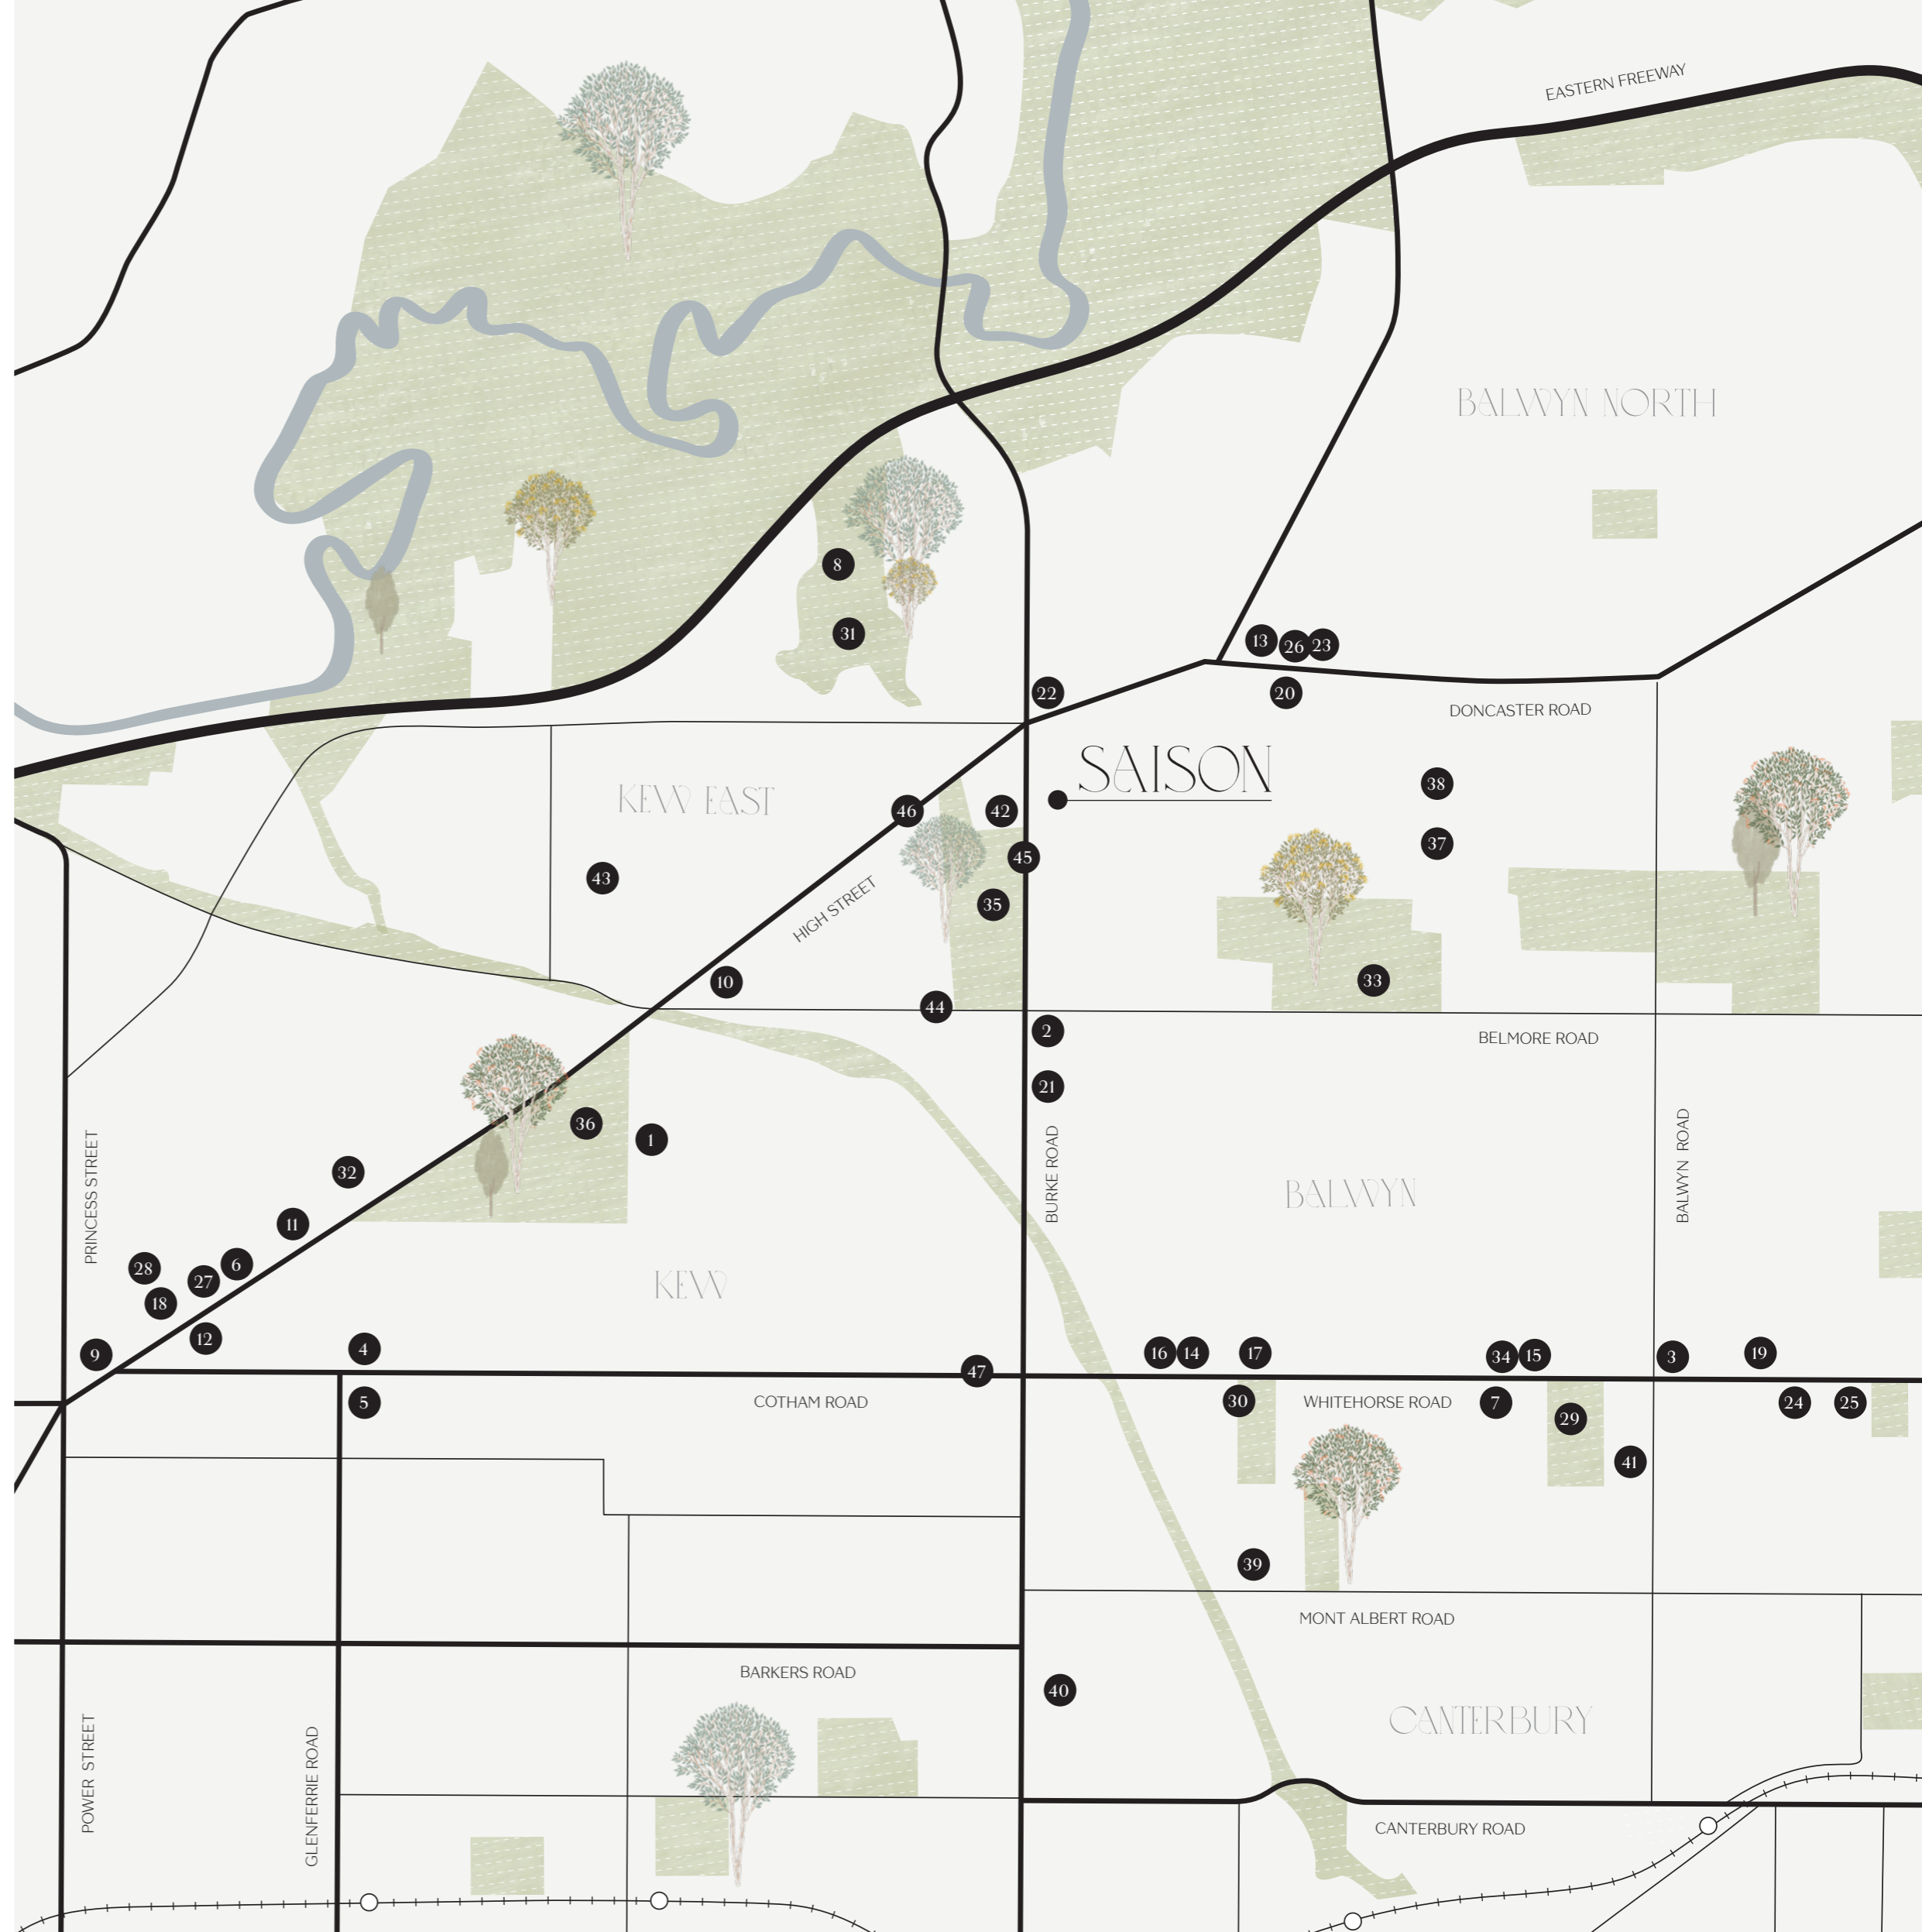 EASTERN FREEWAY
BALWYN NORTH
8
31
13
26
23
22
20
DONCASTER ROAD
SAISON
KEW EAST
46
42
38
45
37
43
HIGH STREET
35
10
33
44
2
BELMORE ROAD
21
36
1
PRINCESS STREET
BURKE ROAD
BALWYN ROAD
32
BALWYN
11
28
27
6
18
KEW
12
9
4
47
16
14
17
34
15
3
19
5
COTHAM ROAD
30
WHITEHORSE ROAD
7
29
24
25
41
39
MONT ALBERT ROAD
BARKERS ROAD
40
CANTERBURY
POWER STREET
GLENFERRIE ROAD
CANTERBURY ROAD